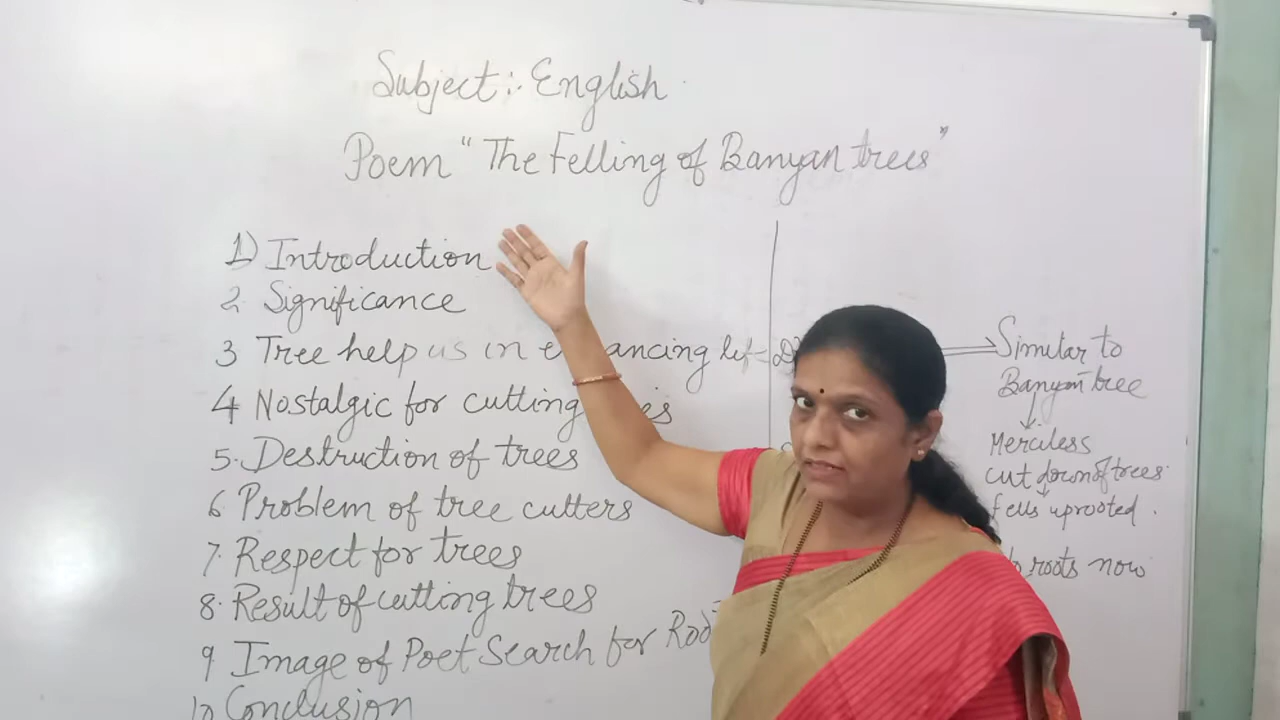 Subject:- English
Poem "The Felling of Banyan trees"
1) Introduction
2. Significance
3 Tree help us in
4 Nostalgic for cutting
5. Destruction of trees
6 Problem of tree cutters
7. Respect for trees
8. Result of cutting trees
9 Image of Poet Search for
10 Conclusion
Similar to
Banyan tree
Merciless
cut down of trees
fells uprooted.
roots now